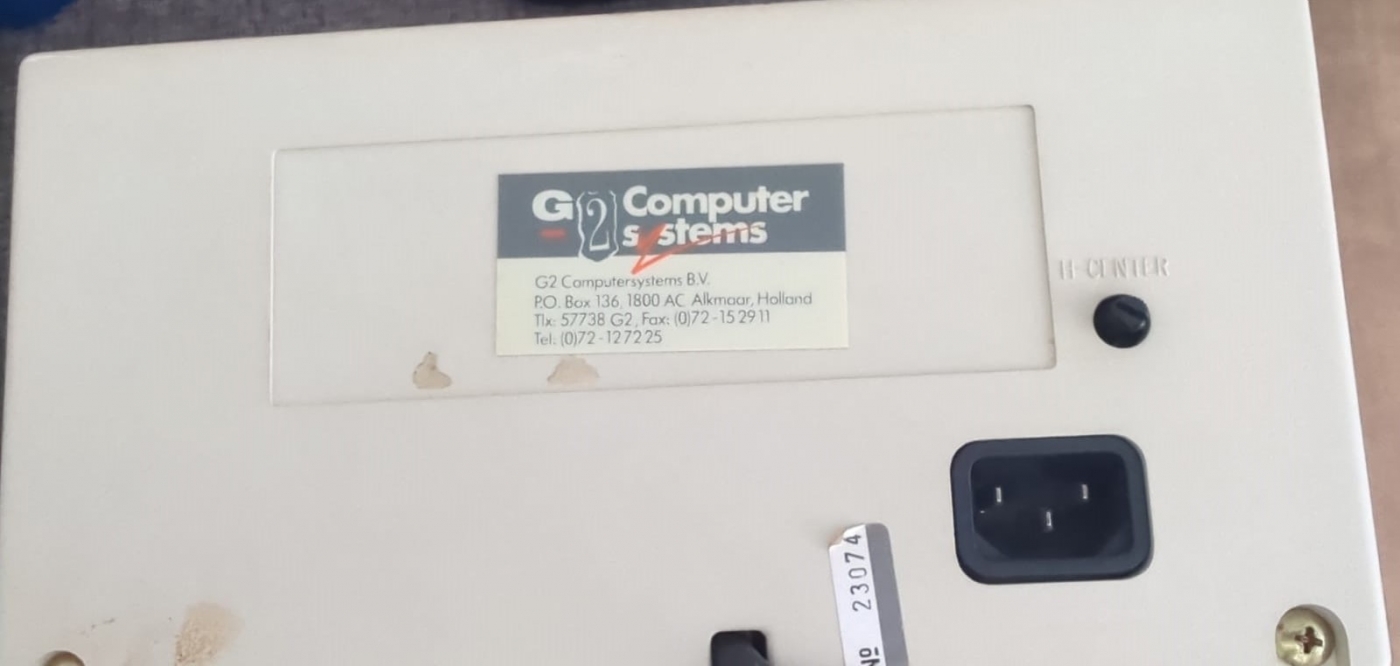 G2 Computer
systems
G2 Computersystems B.V.
P.O. Box 136, 1800 AC Alkmaar, Holland
Tlx: 57738 G2, Fax: (0)72-15 29 11
Tel: (0)72-12 72 25
H-CENTER
Nº 23074